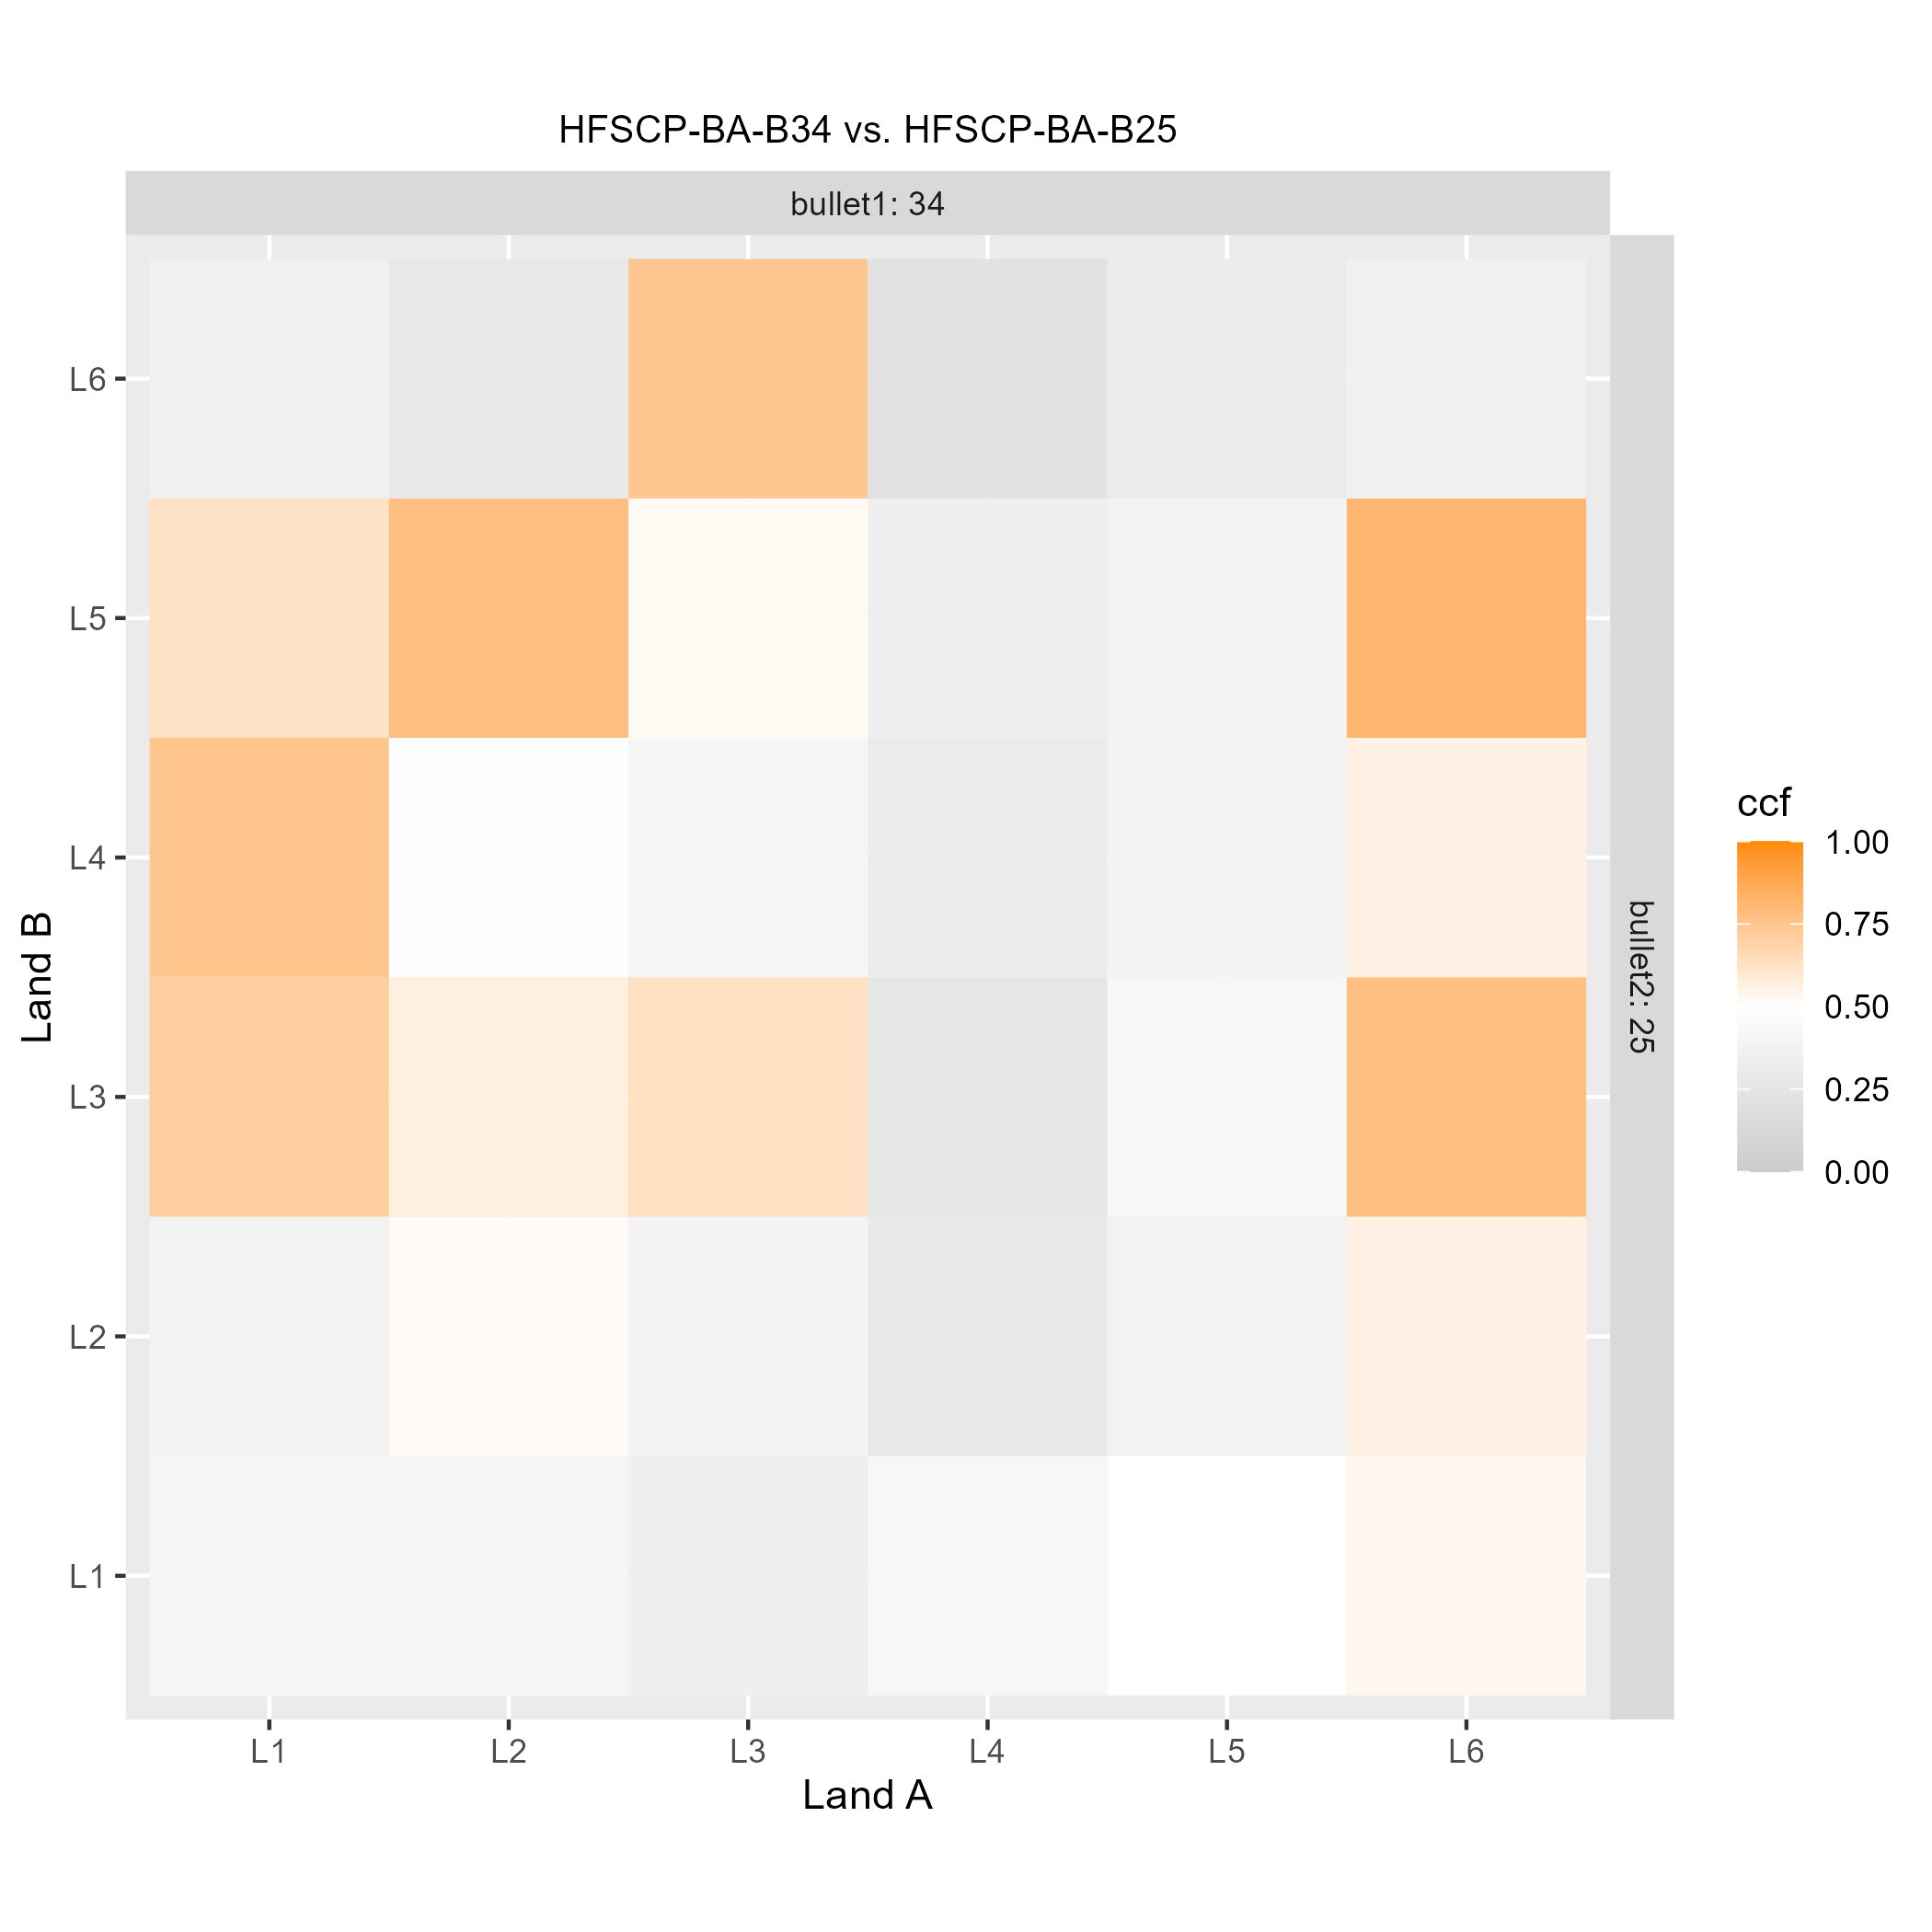 HFSCP-BA-B34 vs. HFSCP-BA-B25
bullet1: 34
L6
L5
L4
L3
L2
L1
Land B
bullet2: 25
L1 L2 L3 L4 L5 L6
Land A
ccf
1.00
0.75
0.50
0.25
0.00